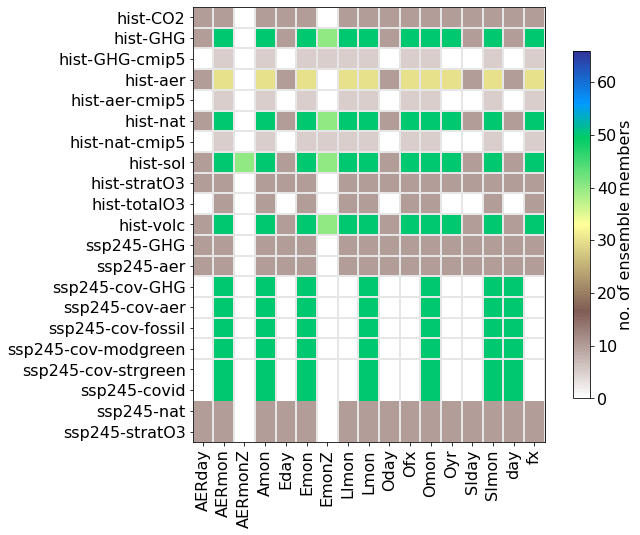 hist-CO2
hist-GHG
hist-GHG-cmip5
hist-aer
hist-aer-cmip5
hist-nat
hist-nat-cmip5
hist-sol
hist-stratO3
hist-totalO3
hist-volc
ssp245-GHG
ssp245-aer
ssp245-cov-GHG
ssp245-cov-aer
ssp245-cov-fossil
ssp245-cov-modgreen
ssp245-cov-strgreen
ssp245-covid
ssp245-nat
ssp245-stratO3
AERday
AERmon
AERmonZ
Amon
Eday
Emon
EmonZ
LImon
Lmon
Oday
Ofx
Omon
Oyr
SIday
SImon
day
fx
60
50
40
30
20
10
0
no. of ensemble members